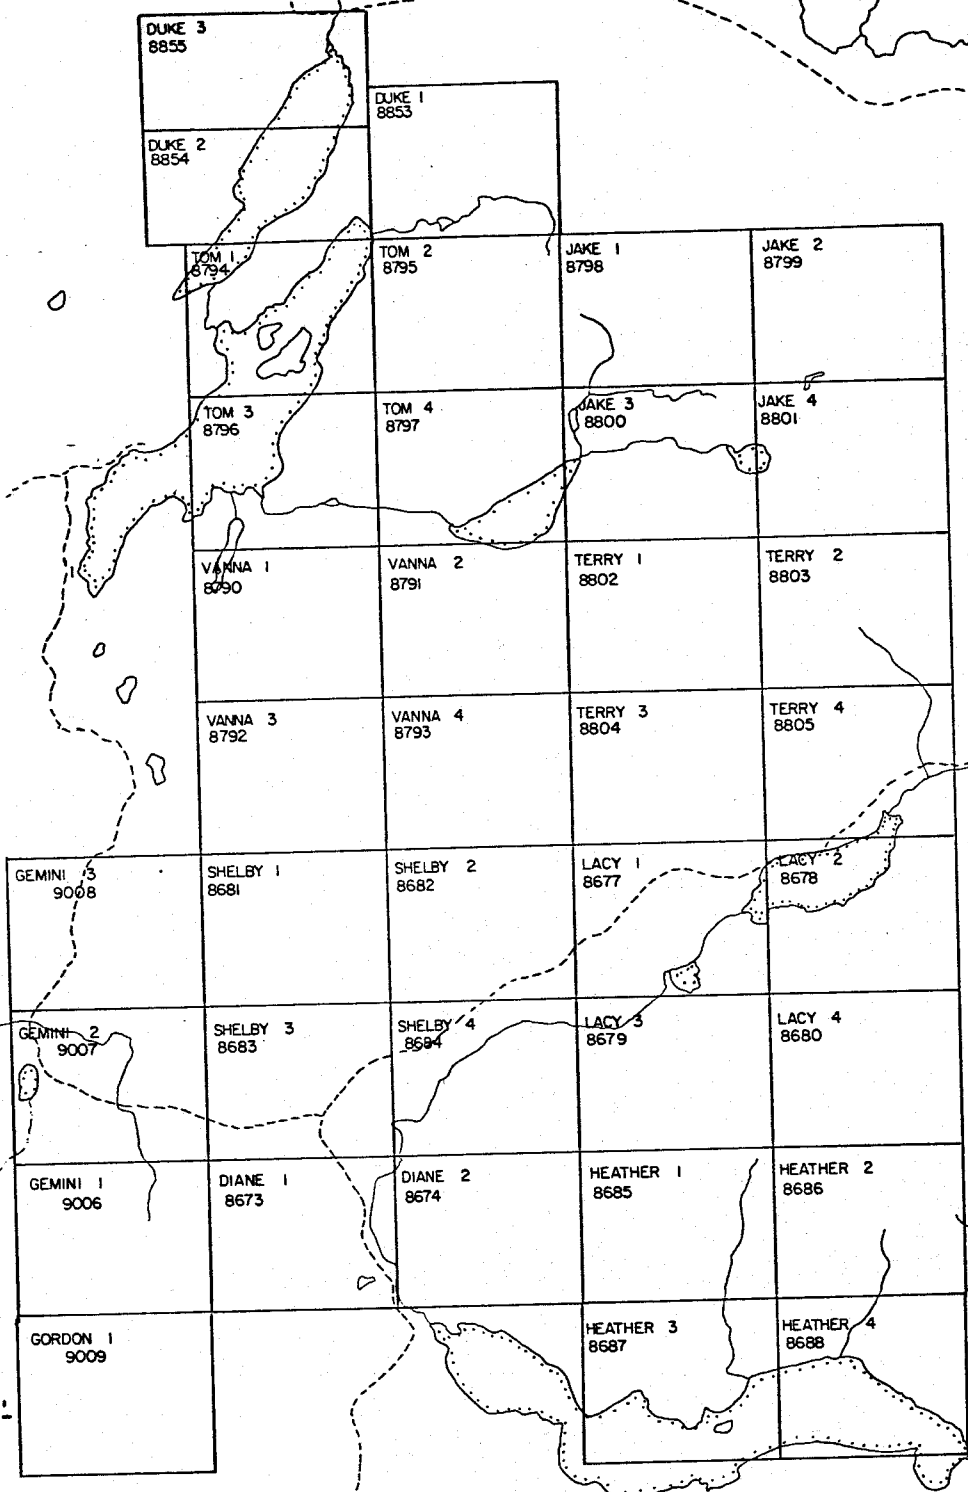 DUKE 3
8855
DUKE 1
8853
DUKE 2
8854
TOM 1
8794
TOM 2
8795
JAKE 1
8798
JAKE 2
8799
TOM 3
8796
TOM 4
8797
JAKE 3
8800
JAKE 4
8801
VANNA 1
8790
VANNA 2
8791
TERRY 1
8802
TERRY 2
8803
VANNA 3
8792
VANNA 4
8793
TERRY 3
8804
TERRY 4
8805
GEMINI 3
9008
SHELBY 1
8681
SHELBY 2
8682
LACY 1
8677
LACY 2
8678
GEMINI 2
9007
SHELBY 3
8683
SHELBY 4
8684
LACY 3
8679
LACY 4
8680
GEMINI 1
9006
DIANE 1
8673
DIANE 2
8674
HEATHER 1
8685
HEATHER 2
8686
GORDON 1
9009
HEATHER 3
8687
HEATHER 4
8688